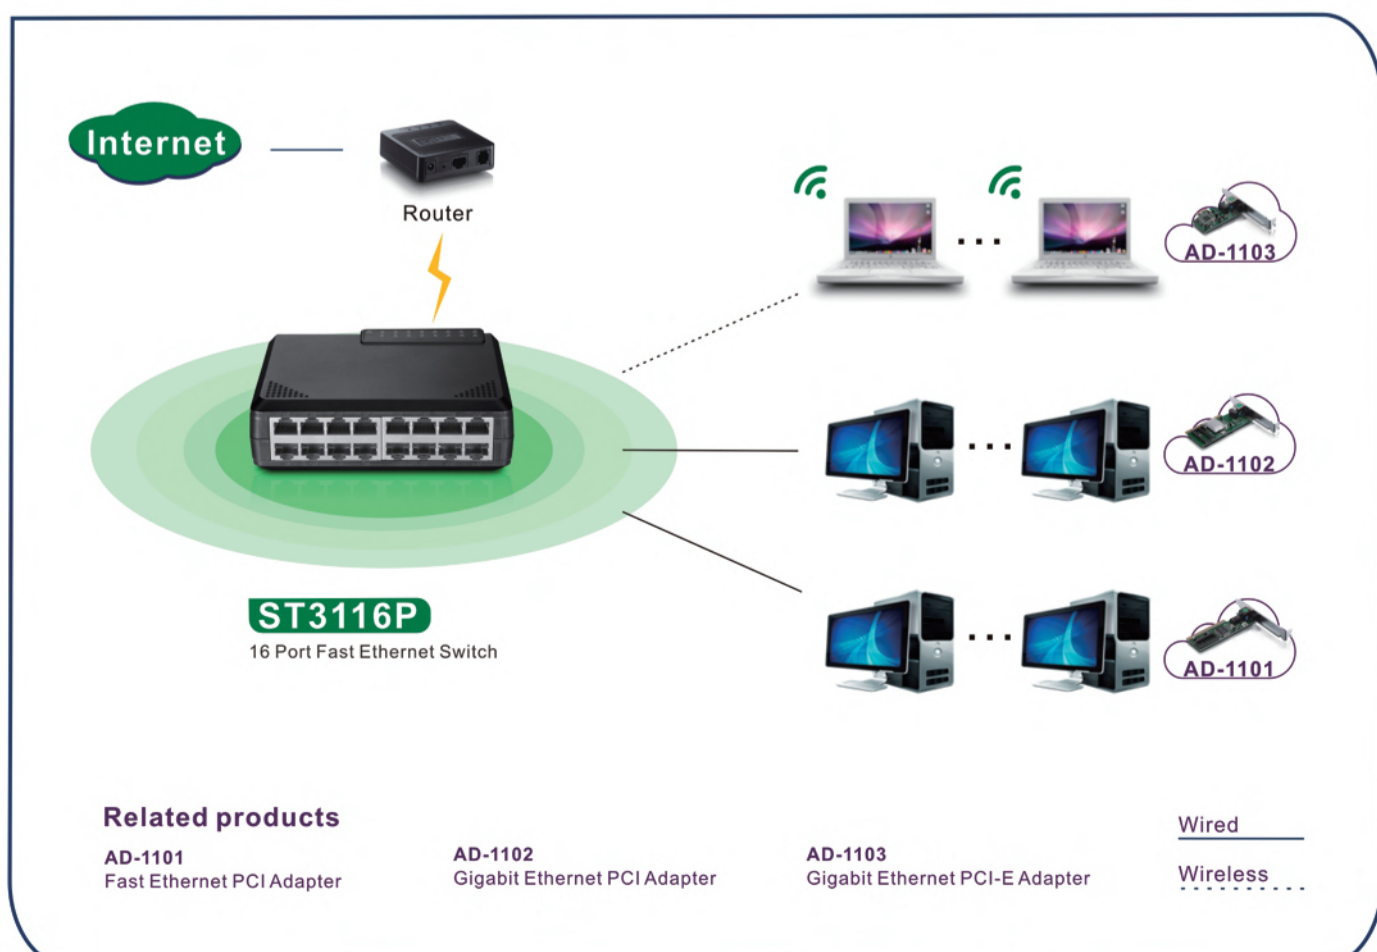 Internet
Router
AD-1103
AD-1102
AD-1101
ST3116P
16 Port Fast Ethernet Switch
Related products
AD-1101
Fast Ethernet PCI Adapter
AD-1102
Gigabit Ethernet PCI Adapter
AD-1103
Gigabit Ethernet PCI-E Adapter
Wired
Wireless